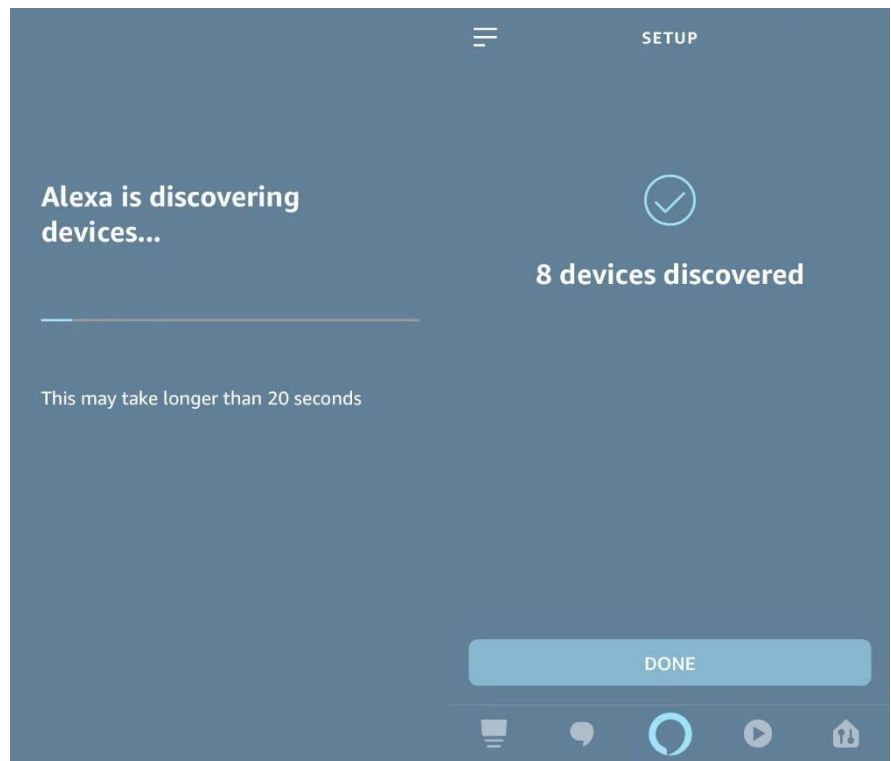 Alexa is discovering
devices...
This may take longer than 20 seconds
SETUP
8 devices discovered
DONE